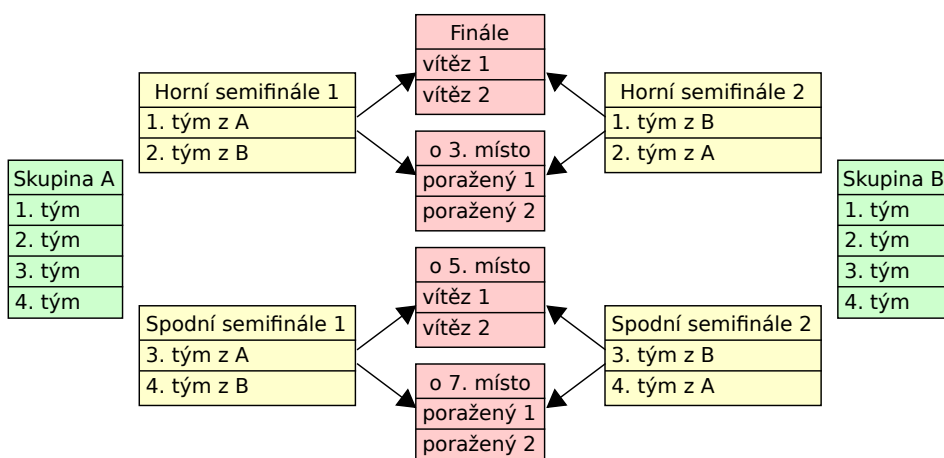 Finále
vítěz 1
vítěz 2
Horní semifinále 1
1. tým z A
2. tým z B
Horní semifinále 2
1. tým z B
2. tým z A
o 3. místo
poražený 1
poražený 2
Skupina A
1. tým
2. tým
3. tým
4. tým
Skupina B
1. tým
2. tým
3. tým
4. tým
o 5. místo
vítěz 1
vítěz 2
Spodní semifinále 1
3. tým z A
4. tým z B
Spodní semifinále 2
3. tým z B
4. tým z A
o 7. místo
poražený 1
poražený 2